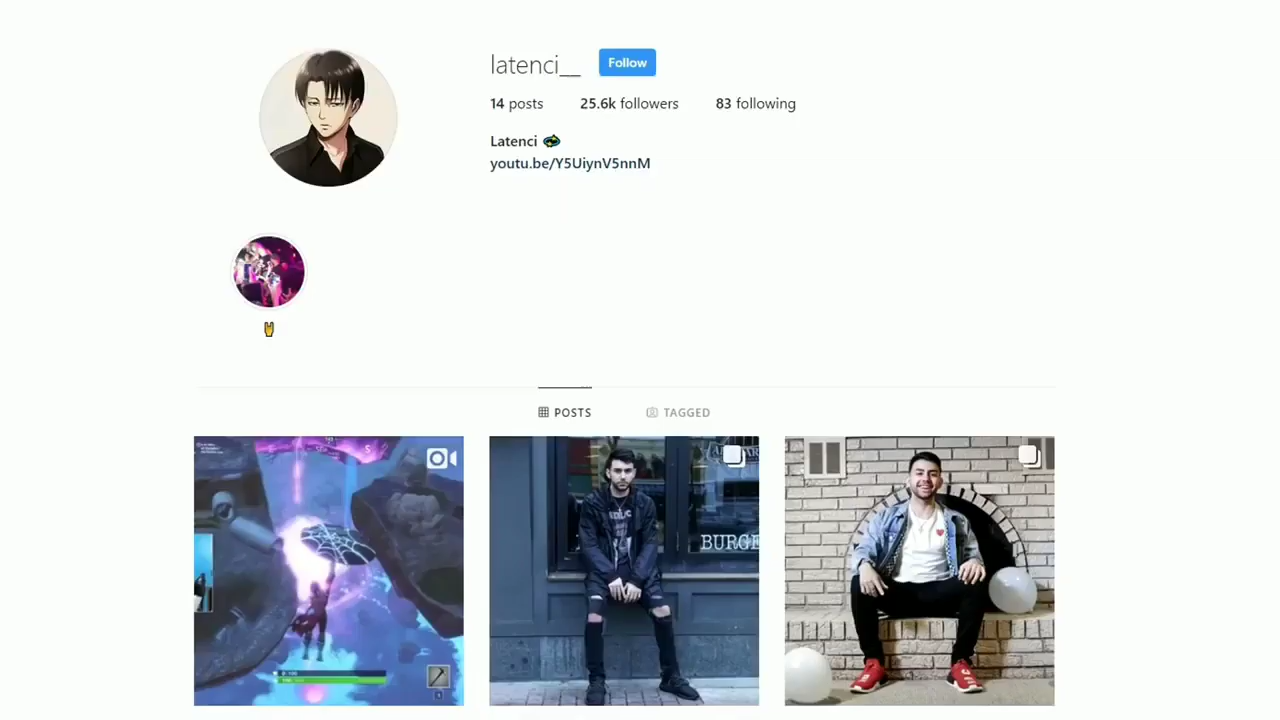 latenci__ Follow
14 posts 25.6k followers 83 following
Latenci
youtu.be/Y5UiynV5nnM
POSTS TAGGED
BURGE